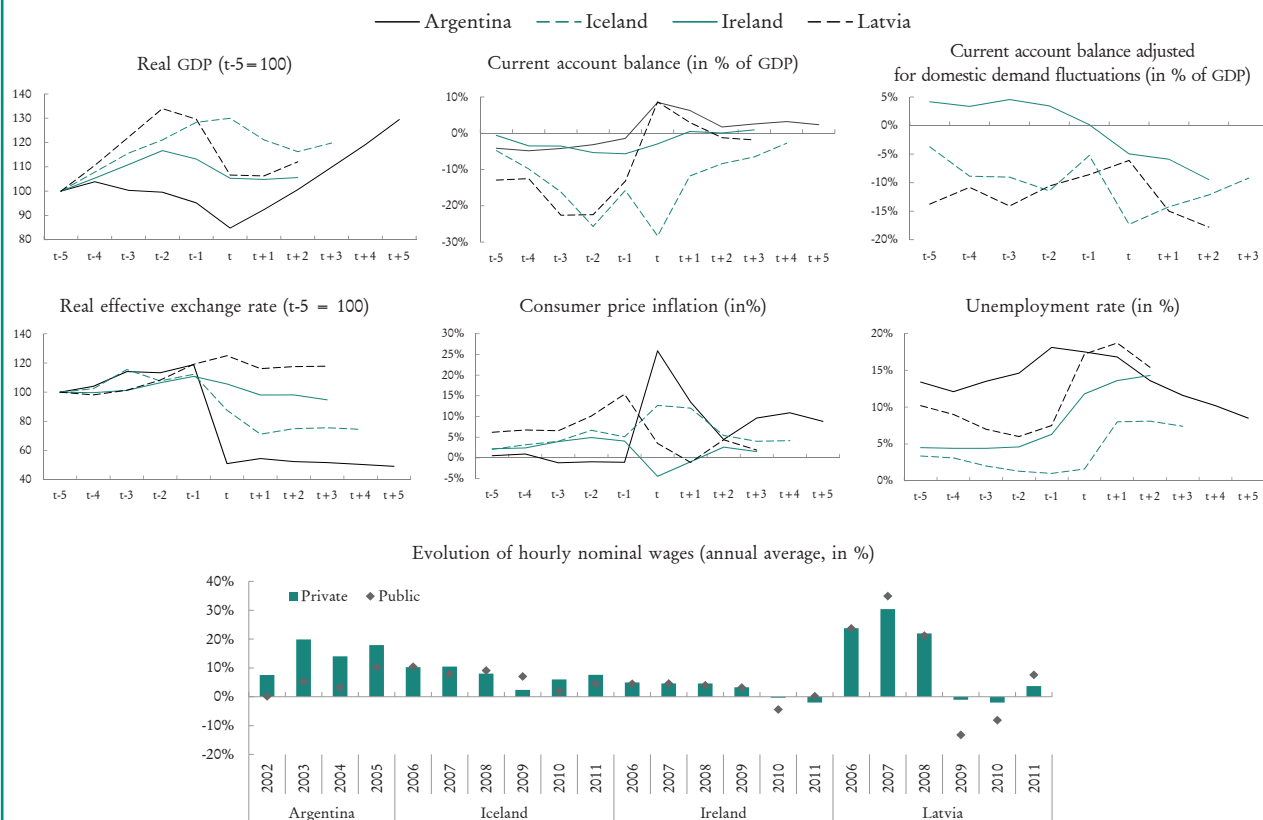 Argentina Iceland Ireland Latvia
Real GDP (t-5=100)
140
130
120
110
100
90
80
t-5 t-4 t-3 t-2 t-1 t t+1 t+2 t+3 t+4 t+5
Current account balance (in % of GDP)
10%
0%
-10%
-20%
-30%
t-5 t-4 t-3 t-2 t-1 t t+1 t+2 t+3 t+4 t+5
Current account balance adjusted
for domestic demand fluctuations (in % of GDP)
5%
0%
-5%
-10%
-15%
-20%
t-5 t-4 t-3 t-2 t-1 t t+1 t+2 t+3
Real effective exchange rate (t-5 = 100)
140
120
100
80
60
40
t-5 t-4 t-3 t-2 t-1 t t+1 t+2 t+3 t+4 t+5
Consumer price inflation (in%)
30%
25%
20%
15%
10%
5%
0%
-5%
t-5 t-4 t-3 t-2 t-1 t t+1 t+2 t+3 t+4 t+5
Unemployment rate (in %)
20%
15%
10%
5%
0%
t-5 t-4 t-3 t-2 t-1 t t+1 t+2 t+3 t+4 t+5
Evolution of hourly nominal wages (annual average, in %)
Private Public
40%
30%
20%
10%
0%
-10%
-20%
2002 2003 2004 2005 2006 2007 2008 2009 2010 2011 2006 2007 2008 2009 2010 2011 2006 2007 2008 2009 2010 2011
Argentina Iceland Ireland Latvia